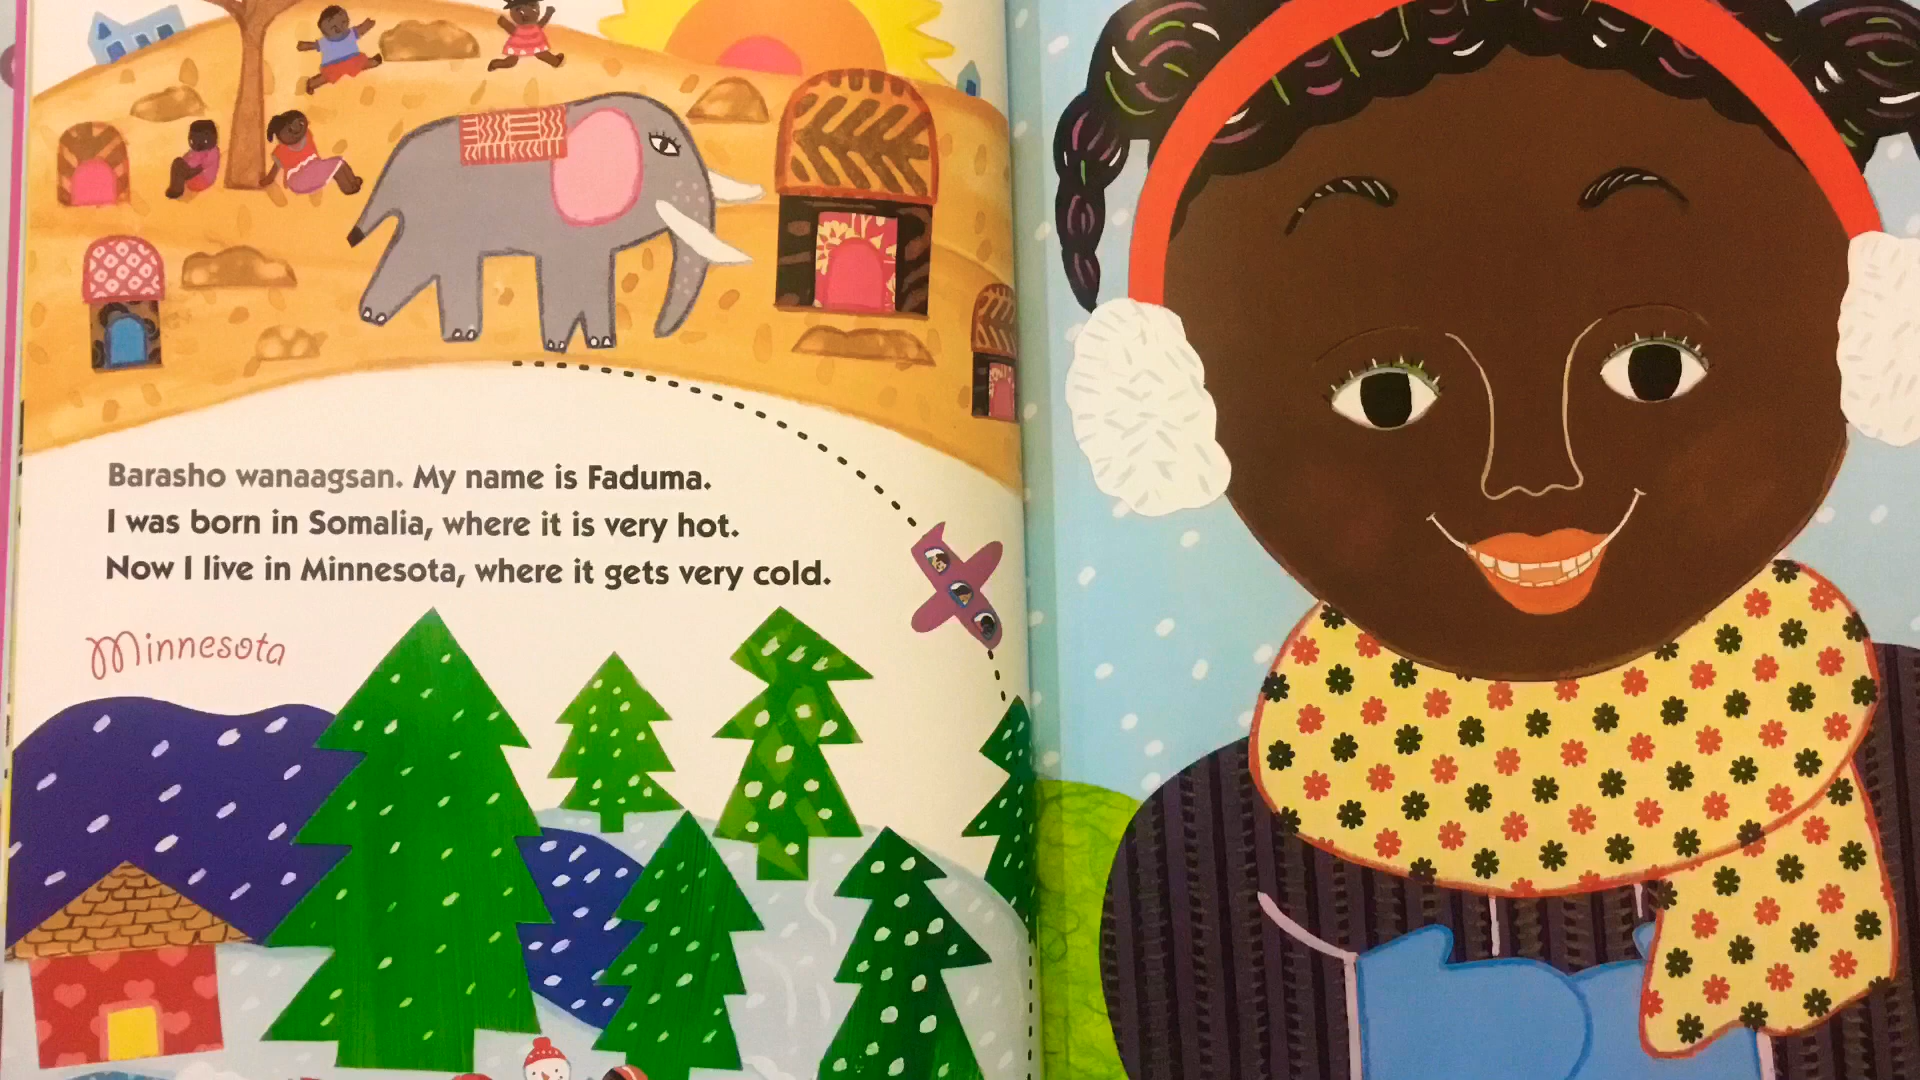 Barasho wanaagsan. My name is Faduma.
I was born in Somalia, where it is very hot.
Now I live in Minnesota, where it gets very cold.
Minnesota